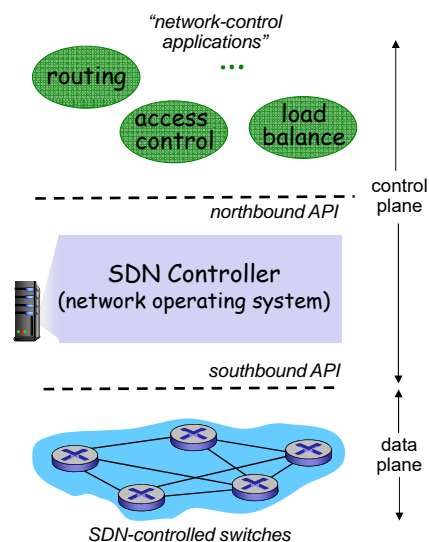 “network-control
applications”
...
routing
access
control
load
balance
control
plane
northbound API
SDN Controller
(network operating system)
southbound API
data
plane
SDN-controlled switches